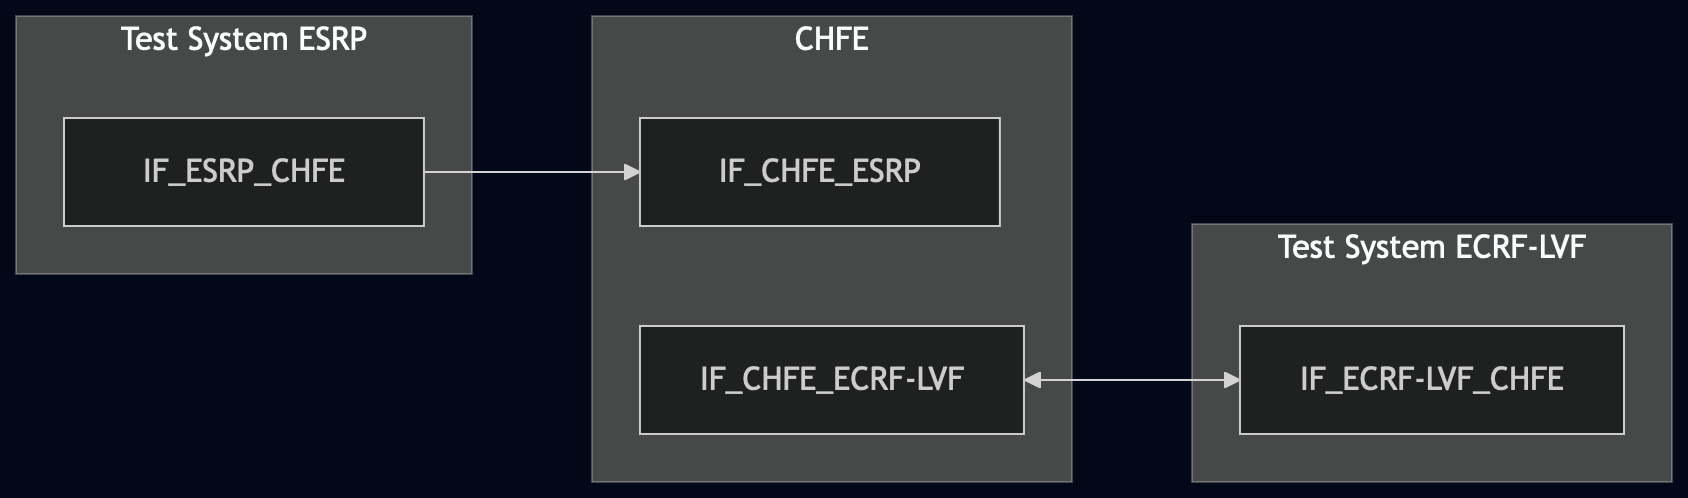 Test System ESRP
IF_ESRP_CHFE
CHFE
IF_CHFE_ESRP
IF_CHFE_ECRF-LVF
Test System ECRF-LVF
IF_ECRF-LVF_CHFE